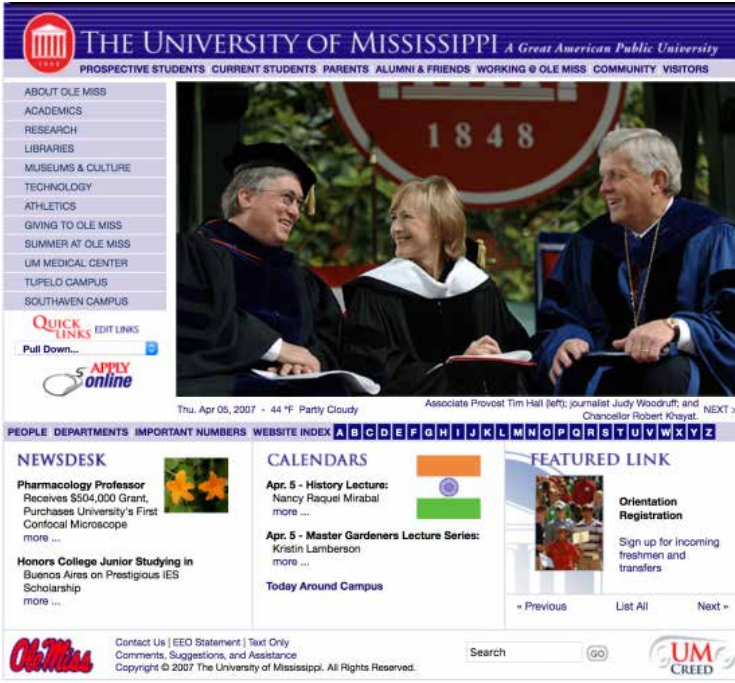 1848
THE UNIVERSITY OF MISSISSIPPI A Great American Public University
PROSPECTIVE STUDENTS CURRENT STUDENTS PARENTS ALUMNI & FRIENDS WORKING @ OLE MISS COMMUNITY VISITORS
ABOUT OLE MISS
ACADEMICS
RESEARCH
LIBRARIES
MUSEUMS & CULTURE
TECHNOLOGY
ATHLETICS
GIVING TO OLE MISS
SUMMER AT OLE MISS
UM MEDICAL CENTER
TUPELO CAMPUS
SOUTHAVEN CAMPUS
QUICK LINKS EDIT LINKS
Pull Down...
APPLY
online
1848
Thu. Apr 05, 2007 - 44 °F Partly Cloudy
Associate Provost Tim Hall (left); journalist Judy Woodruff; and
Chancellor Robert Khayat.
NEXT »
PEOPLE DEPARTMENTS IMPORTANT NUMBERS WEBSITE INDEX A B C D E F G H I J K L M N O P Q R S T U V W X Y Z
NEWSDESK
Pharmacology Professor
Receives $504,000 Grant,
Purchases University's First
Confocal Microscope
more ...
Honors College Junior Studying in
Buenos Aires on Prestigious IES
Scholarship
more ...
CALENDARS
Apr. 5 - History Lecture:
Nancy Raquel Mirabal
more ...
Apr. 5 - Master Gardeners Lecture Series:
Kristin Lamberson
more ...
Today Around Campus
FEATURED LINK
Orientation
Registration
Sign up for incoming
freshmen and
transfers
« Previous List All Next »
Ole Miss
Contact Us | EEO Statement | Text Only
Comments, Suggestions, and Assistance
Copyright © 2007 The University of Mississippi. All Rights Reserved.
Search GO
UM
CREED